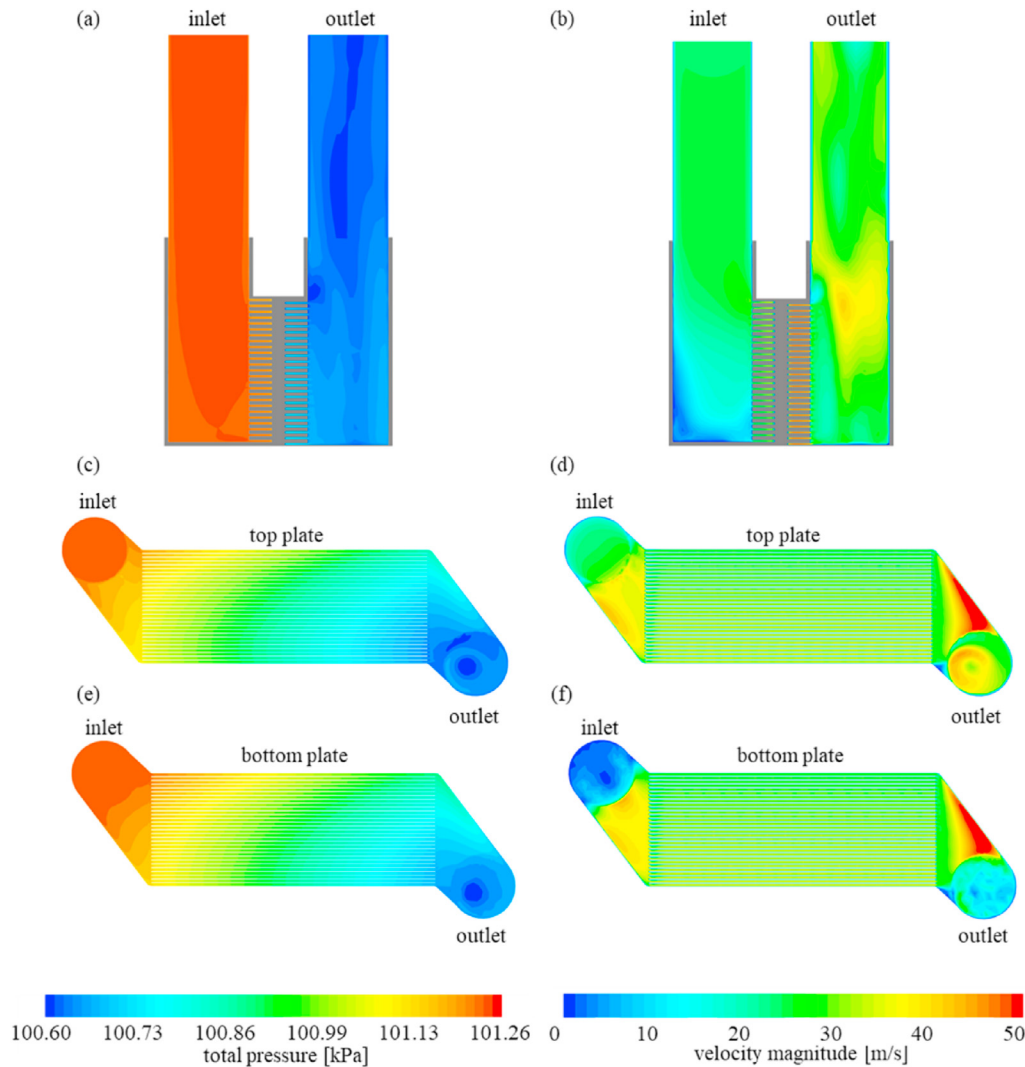 (a) inlet outlet (b) inlet outlet
(c) (d)
inlet inlet
top plate top plate
outlet outlet
(e) (f)
inlet inlet
bottom plate bottom plate
outlet outlet
100.60 100.73 100.86 100.99 101.13 101.26 0 10 20 30 40 50
total pressure [kPa] velocity magnitude [m/s]